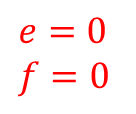 e = 0
f = 0